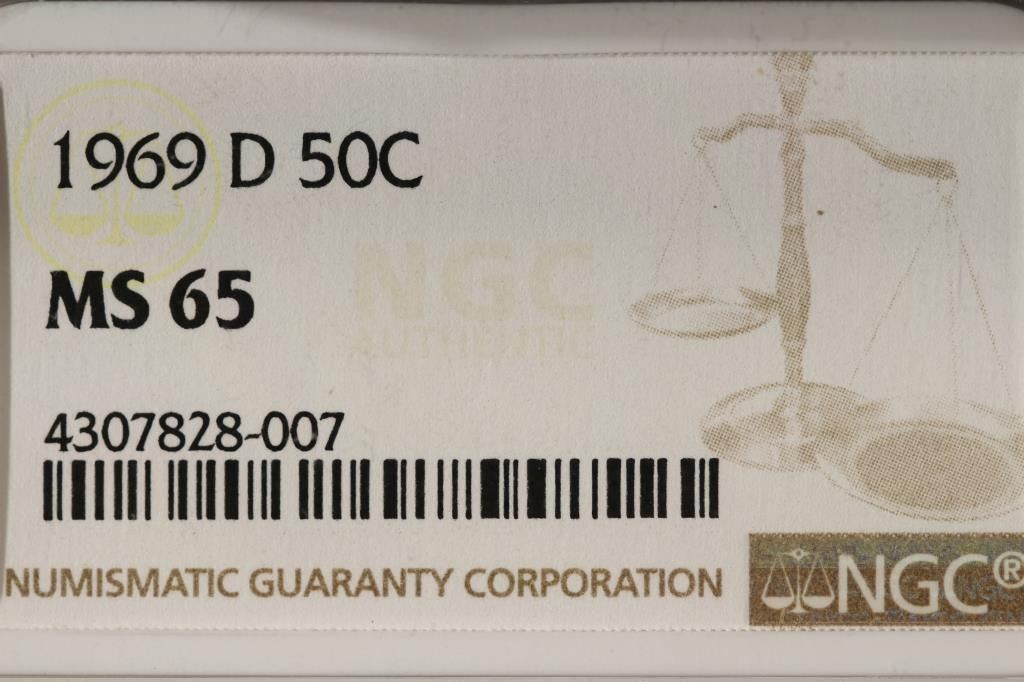 1969 D 50C
MS 65
NGC
AUTHENTIC
4307828-007
NUMISMATIC GUARANTY CORPORATION
NGC®